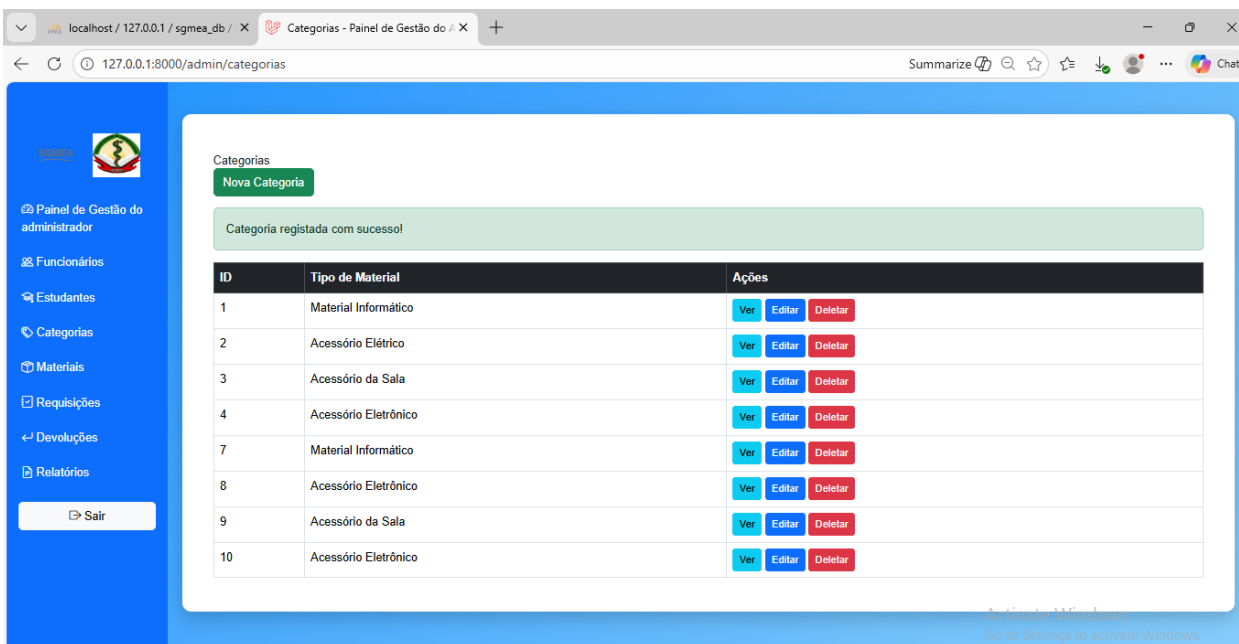 localhost / 127.0.0.1 / sgmea_db /
Categorias - Painel de Gestão do A
127.0.0.1:8000/admin/categorias
Summarize
Chat
SGMEA
Painel de Gestão do
administrador
Funcionários
Estudantes
Categorias
Materiais
Requisições
Devoluções
Relatórios
Sair
Categorias
Nova Categoria
Categoria registada com sucesso!
ID Tipo de Material Ações
1 Material Informático Ver Editar Deletar
2 Acessório Elétrico Ver Editar Deletar
3 Acessório da Sala Ver Editar Deletar
4 Acessório Eletrônico Ver Editar Deletar
7 Material Informático Ver Editar Deletar
8 Acessório Eletrônico Ver Editar Deletar
9 Acessório da Sala Ver Editar Deletar
10 Acessório Eletrônico Ver Editar Deletar
Activate Windows
Go to Settings to activate Windows.